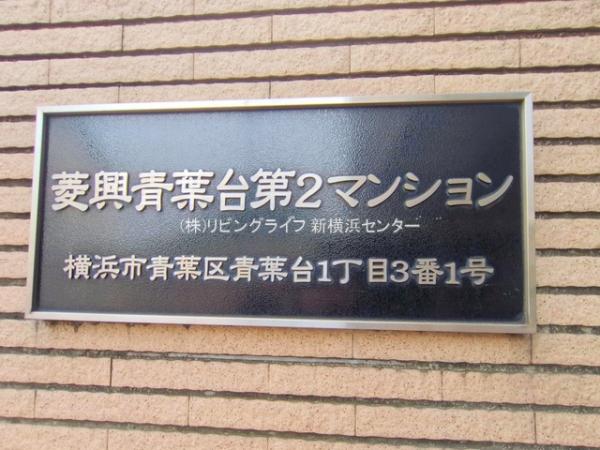 菱興青葉台第2マンション
(株)リビングライフ 新横浜センター
横浜市青葉区青葉台1丁目3番1号